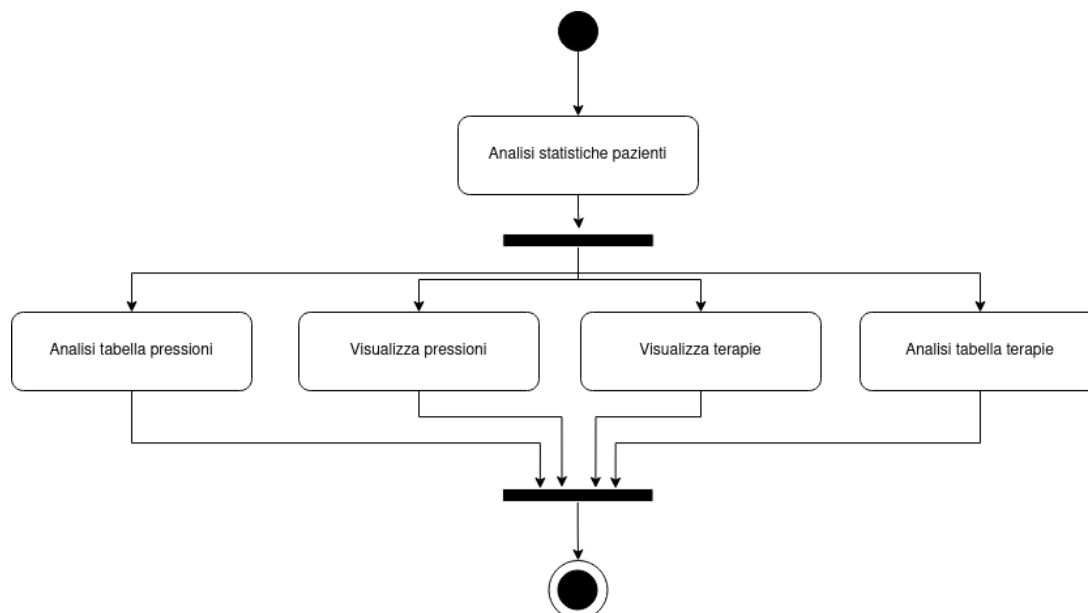 Analisi statistiche pazienti
Analisi tabella pressioni
Visualizza pressioni
Visualizza terapie
Analisi tabella terapie